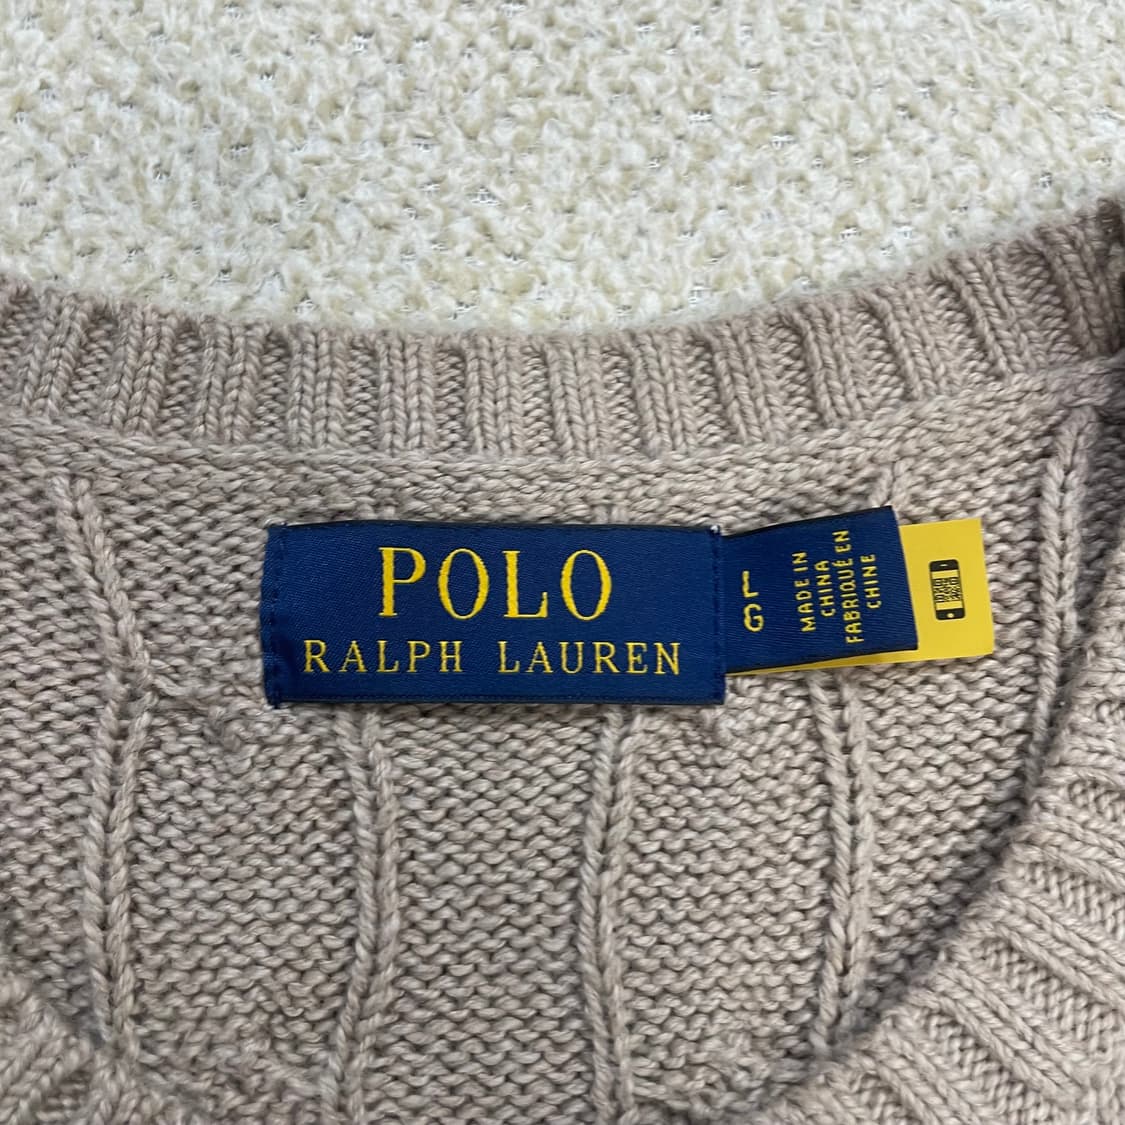 POLO
RALPH LAUREN
L
G
MADE IN
CHINA
FABRIQUÉ EN
CHINE